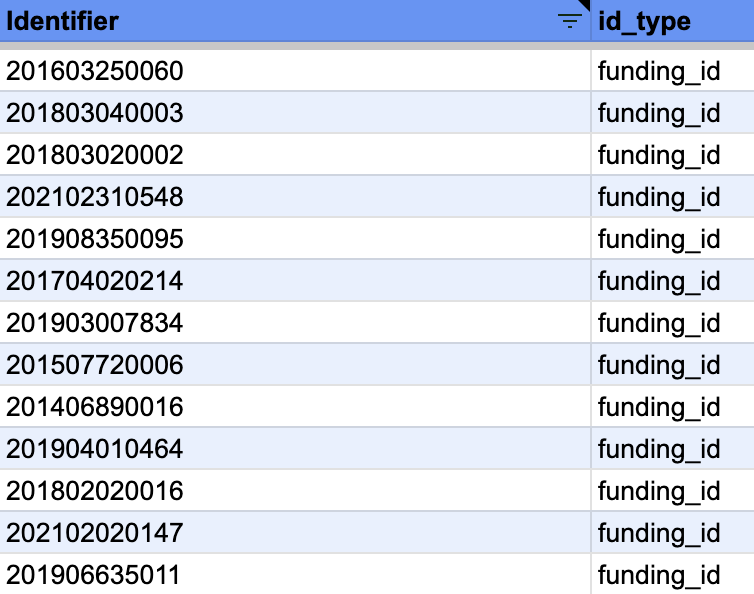 Identifier id_type
201603250060 funding_id
201803040003 funding_id
201803020002 funding_id
202102310548 funding_id
201908350095 funding_id
201704020214 funding_id
201903007834 funding_id
201507720006 funding_id
201406890016 funding_id
201904010464 funding_id
201802020016 funding_id
202102020147 funding_id
201906635011 funding_id